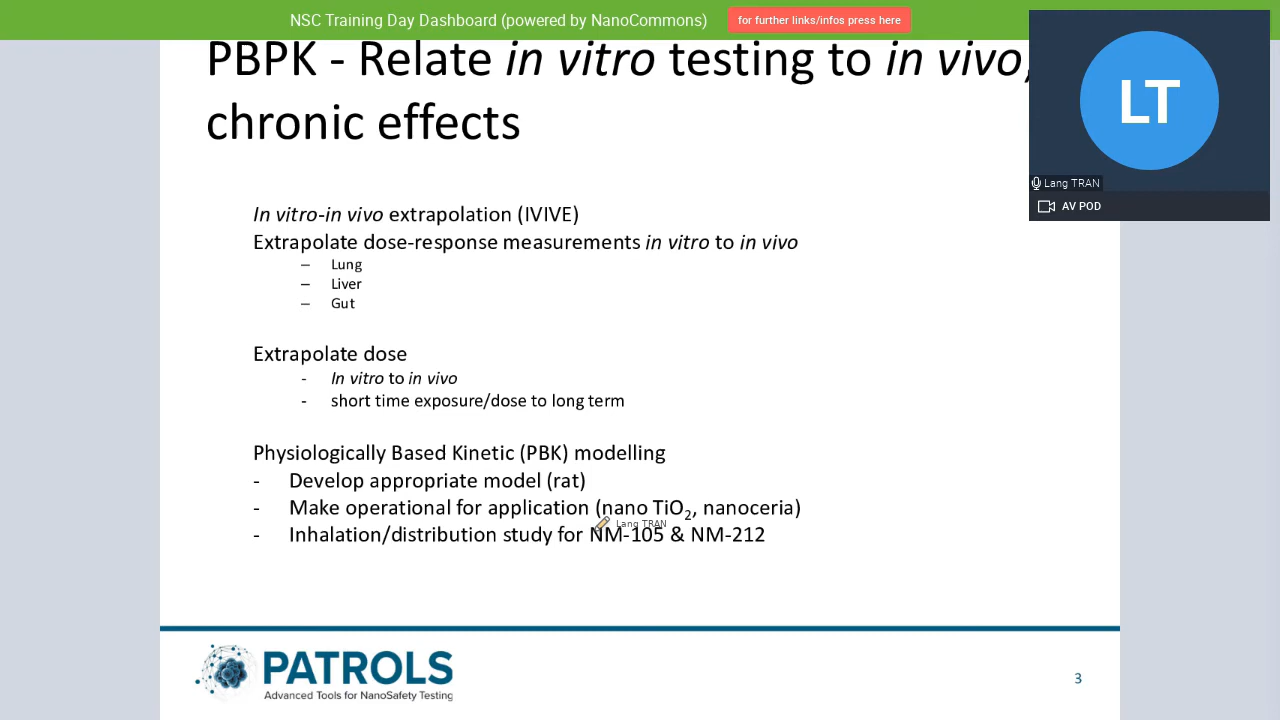 NSC Training Day Dashboard (powered by NanoCommons)
for further links/infos press here
PBPK - Relate in vitro testing to in vivo,
chronic effects
LT
Lang TRAN
AV POD
In vitro-in vivo extrapolation (IVIVE)
Extrapolate dose-response measurements in vitro to in vivo
– Lung
– Liver
– Gut
Extrapolate dose
- In vitro to in vivo
- short time exposure/dose to long term
Physiologically Based Kinetic (PBK) modelling
- Develop appropriate model (rat)
- Make operational for application (nano TiO₂, nanoceria)
Lang TRAN
- Inhalation/distribution study for NM-105 & NM-212
PATROLS
Advanced Tools for NanoSafety Testing
3